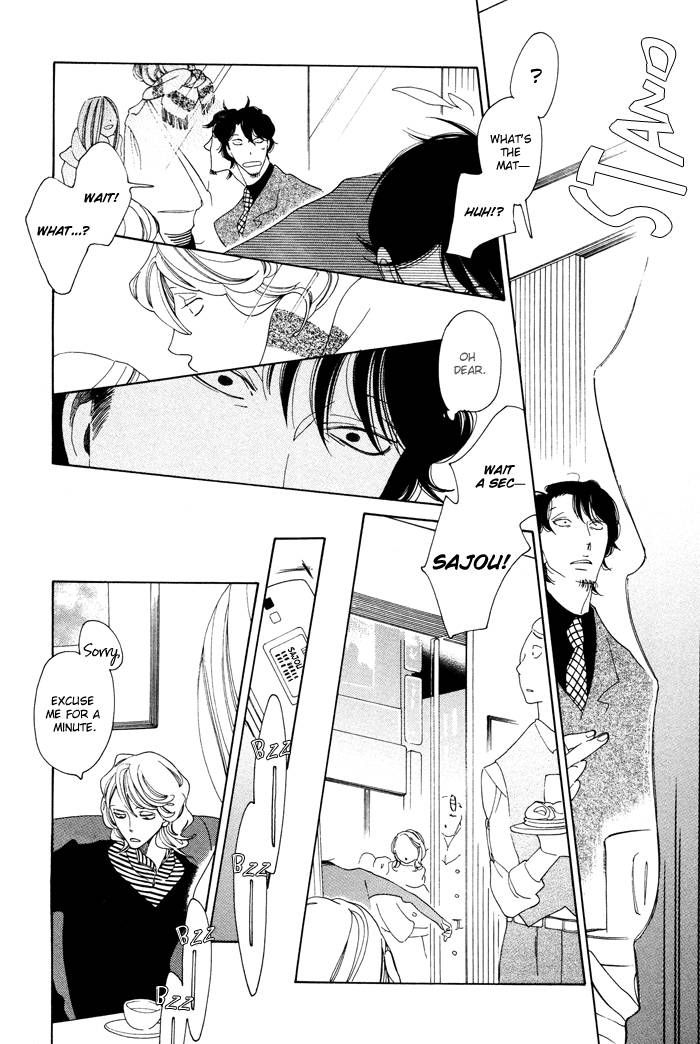 STAND
?
WHAT'S
THE
MAT—
HUH!?
WAIT!
WHAT...?
OH
DEAR.
WAIT
A SEC—
SAJOU!
SAJOU
BZZ
BZZ
BZZ
BZZ
Sorry.
EXCUSE
ME FOR A
MINUTE.